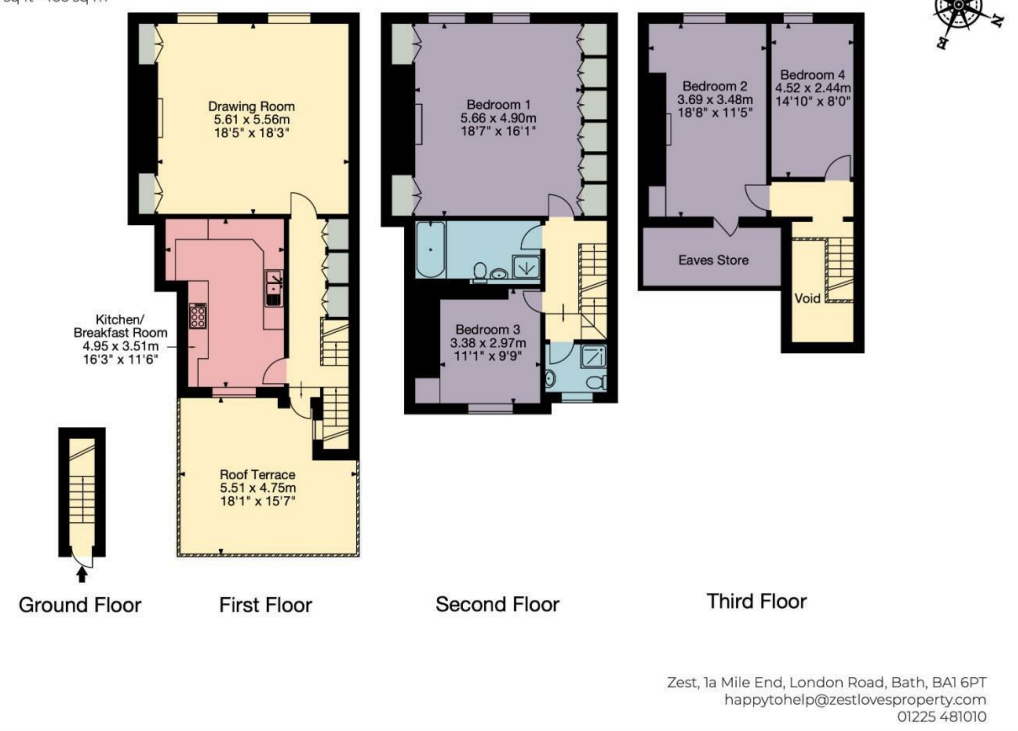 Drawing Room
5.61 x 5.56m
18'5" x 18'3"
Kitchen/
Breakfast Room
4.95 x 3.51m
16'3" x 11'6"
Roof Terrace
5.51 x 4.75m
18'1" x 15'7"
Bedroom 1
5.66 x 4.90m
18'7" x 16'1"
Bedroom 3
3.38 x 2.97m
11'1" x 9'9"
Bedroom 2
3.69 x 3.48m
18'8" x 11'5"
Bedroom 4
4.52 x 2.44m
14'10" x 8'0"
Eaves Store
Void
N
Ground Floor
First Floor
Second Floor
Third Floor
Zest, 1a Mile End, London Road, Bath, BA1 6PT
happytohelp@zestlovesproperty.com
01225 481010